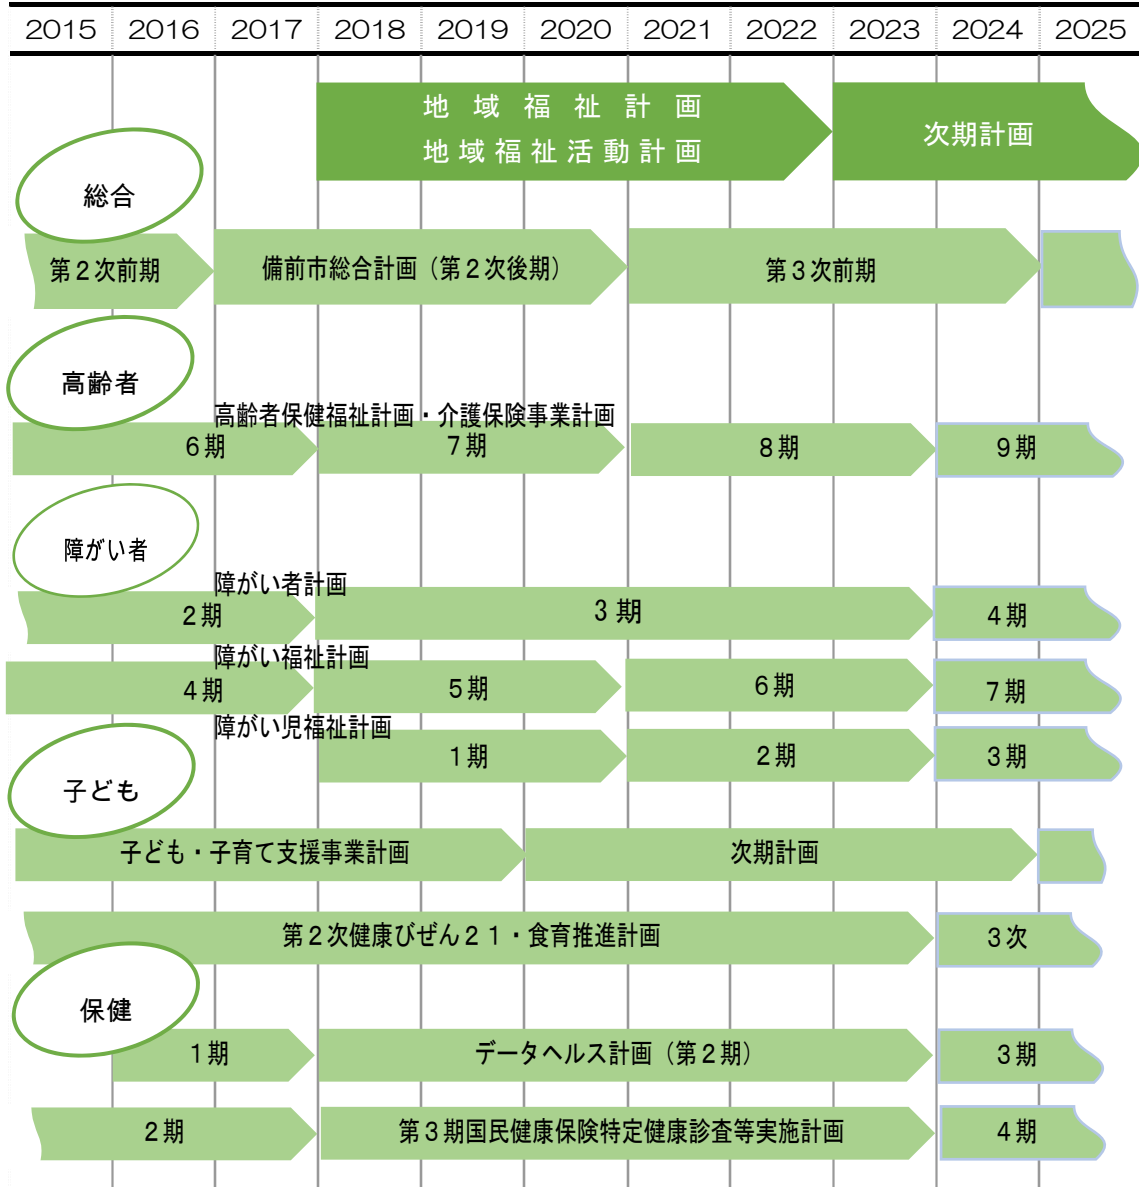 2015 2016 2017 2018 2019 2020 2021 2022 2023 2024 2025
地域福祉計画
地域福祉活動計画
次期計画
総合
第２次前期 備前市総合計画（第２次後期） 第３次前期
高齢者
高齢者保健福祉計画・介護保険事業計画
６期 ７期 ８期 ９期
障がい者
障がい者計画
２期 ３期 ４期
障がい福祉計画
４期 ５期 ６期 ７期
障がい児福祉計画
１期 ２期 ３期
子ども
子ども・子育て支援事業計画 次期計画
第２次健康びぜん２１・食育推進計画 ３次
保健
１期 データヘルス計画（第２期） ３期
２期 第３期国民健康保険特定健康診査等実施計画 ４期